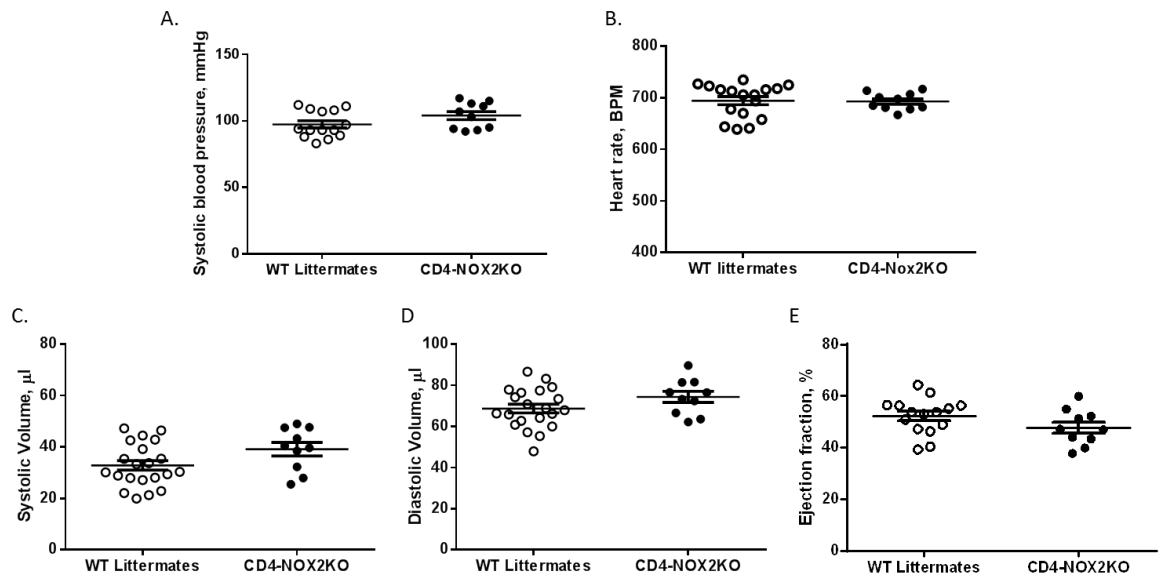 A.
Systolic blood pressure, mmHg
150
100
50
0
WT Littermates
CD4-NOX2KO
B.
Heart rate, BPM
800
700
600
500
400
WT littermates
CD4-Nox2KO
C.
Systolic Volume, µl
80
60
40
20
0
WT Littermates
CD4-NOX2KO
D
Diastolic Volume, µl
100
80
60
40
20
0
WT Littermates
CD4-NOX2KO
E
Ejection fraction, %
80
60
40
20
0
WT Littermates
CD4-NOX2KO